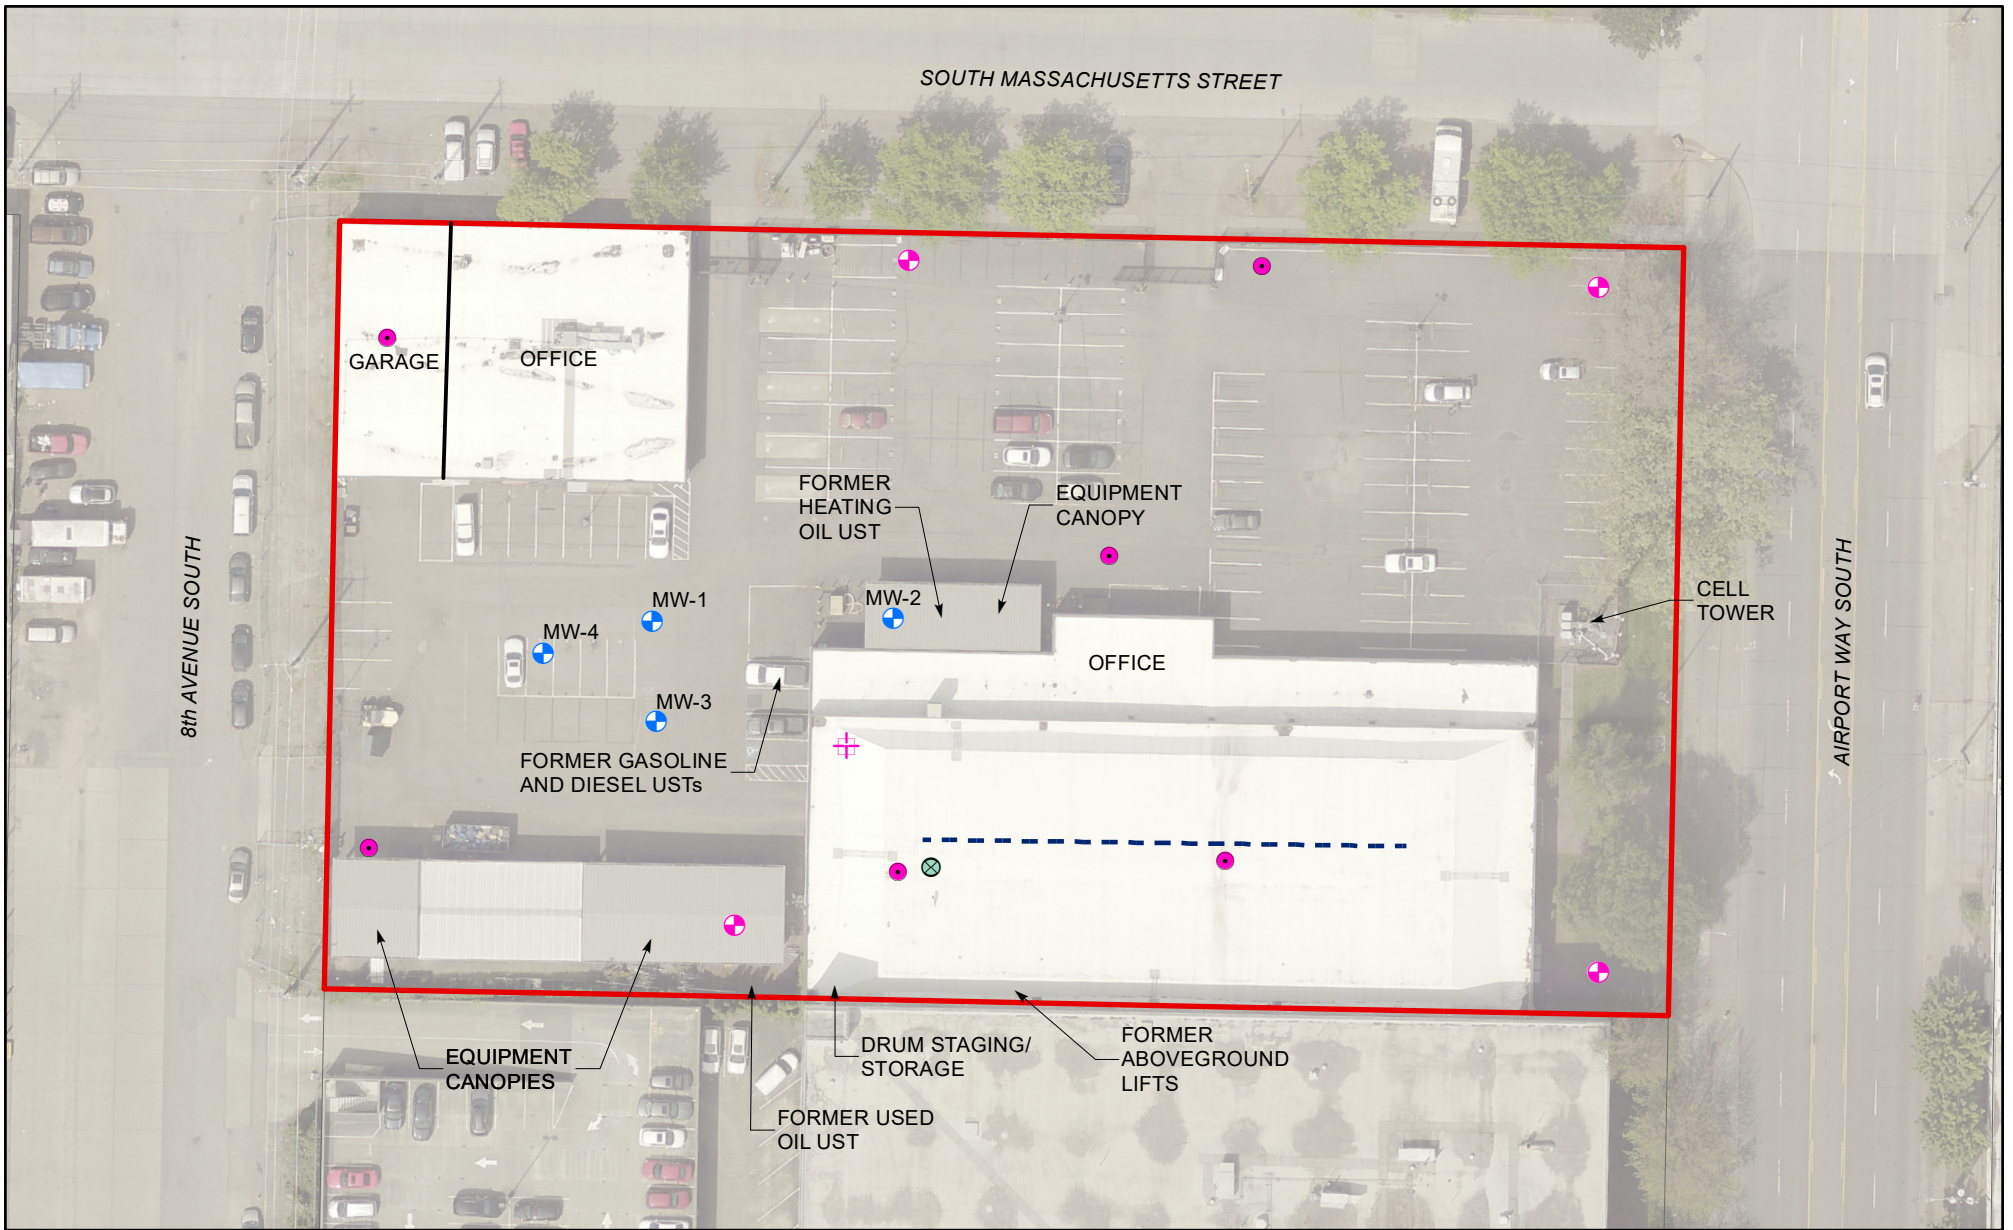 SOUTH MASSACHUSETTS STREET
GARAGE
OFFICE
FORMER
HEATING
OIL UST
EQUIPMENT
CANOPY
8th AVENUE SOUTH
MW-1
MW-2
MW-4
CELL
TOWER
AIRPORT WAY SOUTH
OFFICE
MW-3
FORMER GASOLINE
AND DIESEL USTs
EQUIPMENT
CANOPIES
DRUM STAGING/
STORAGE
FORMER
ABOVEGROUND
LIFTS
FORMER USED
OIL UST